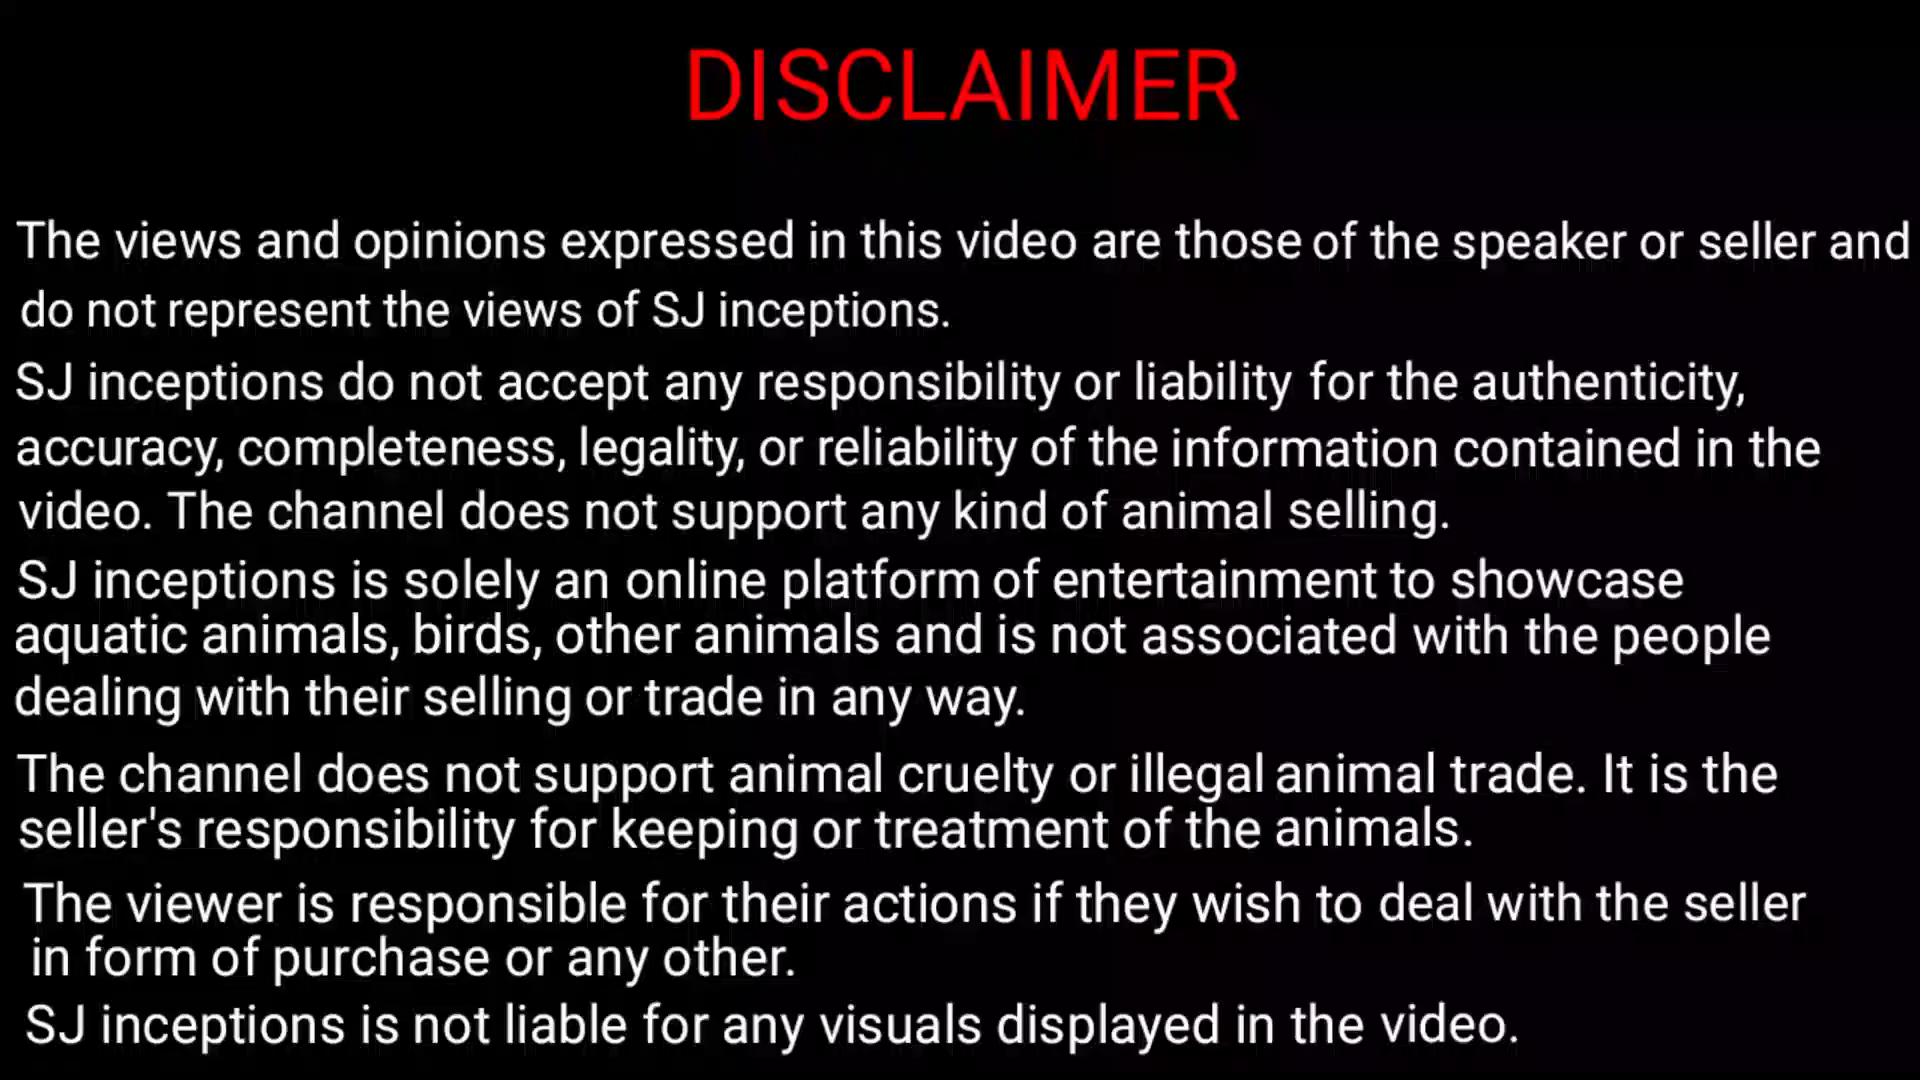 DISCLAIMER
The views and opinions expressed in this video are those of the speaker or seller and
do not represent the views of SJ inceptions.
SJ inceptions do not accept any responsibility or liability for the authenticity,
accuracy, completeness, legality, or reliability of the information contained in the
video. The channel does not support any kind of animal selling.
SJ inceptions is solely an online platform of entertainment to showcase
aquatic animals, birds, other animals and is not associated with the people
dealing with their selling or trade in any way.
The channel does not support animal cruelty or illegal animal trade. It is the
seller's responsibility for keeping or treatment of the animals.
The viewer is responsible for their actions if they wish to deal with the seller
in form of purchase or any other.
SJ inceptions is not liable for any visuals displayed in the video.